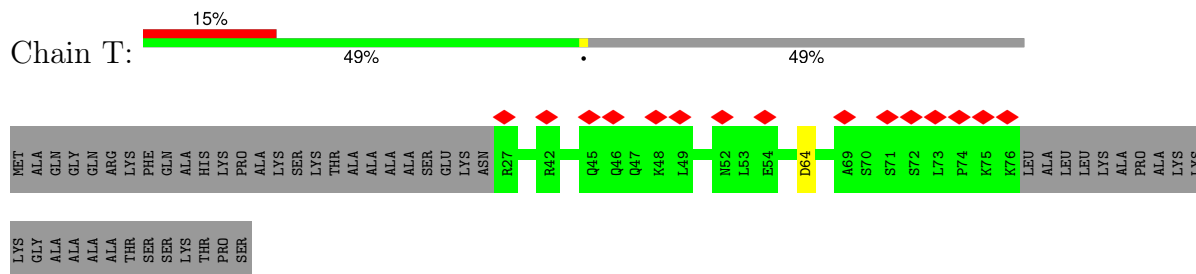 15%
Chain T:
49% • 49%
MET ALA GLN GLY GLN ARG LYS PHE GLN ALA HIS LYS PRO ALA LYS SER LYS THR ALA ALA ALA ALA SER GLU LYS ASN R27 R42 Q45 Q46 Q47 K48 L49 N52 L53 E54 D64 A69 S70 S71 S72 L73 P74 K75 K76 LEU ALA LEU LEU LYS ALA PRO ALA LYS LYS
LYS GLY ALA ALA ALA ALA THR SER SER LYS THR PRO SER